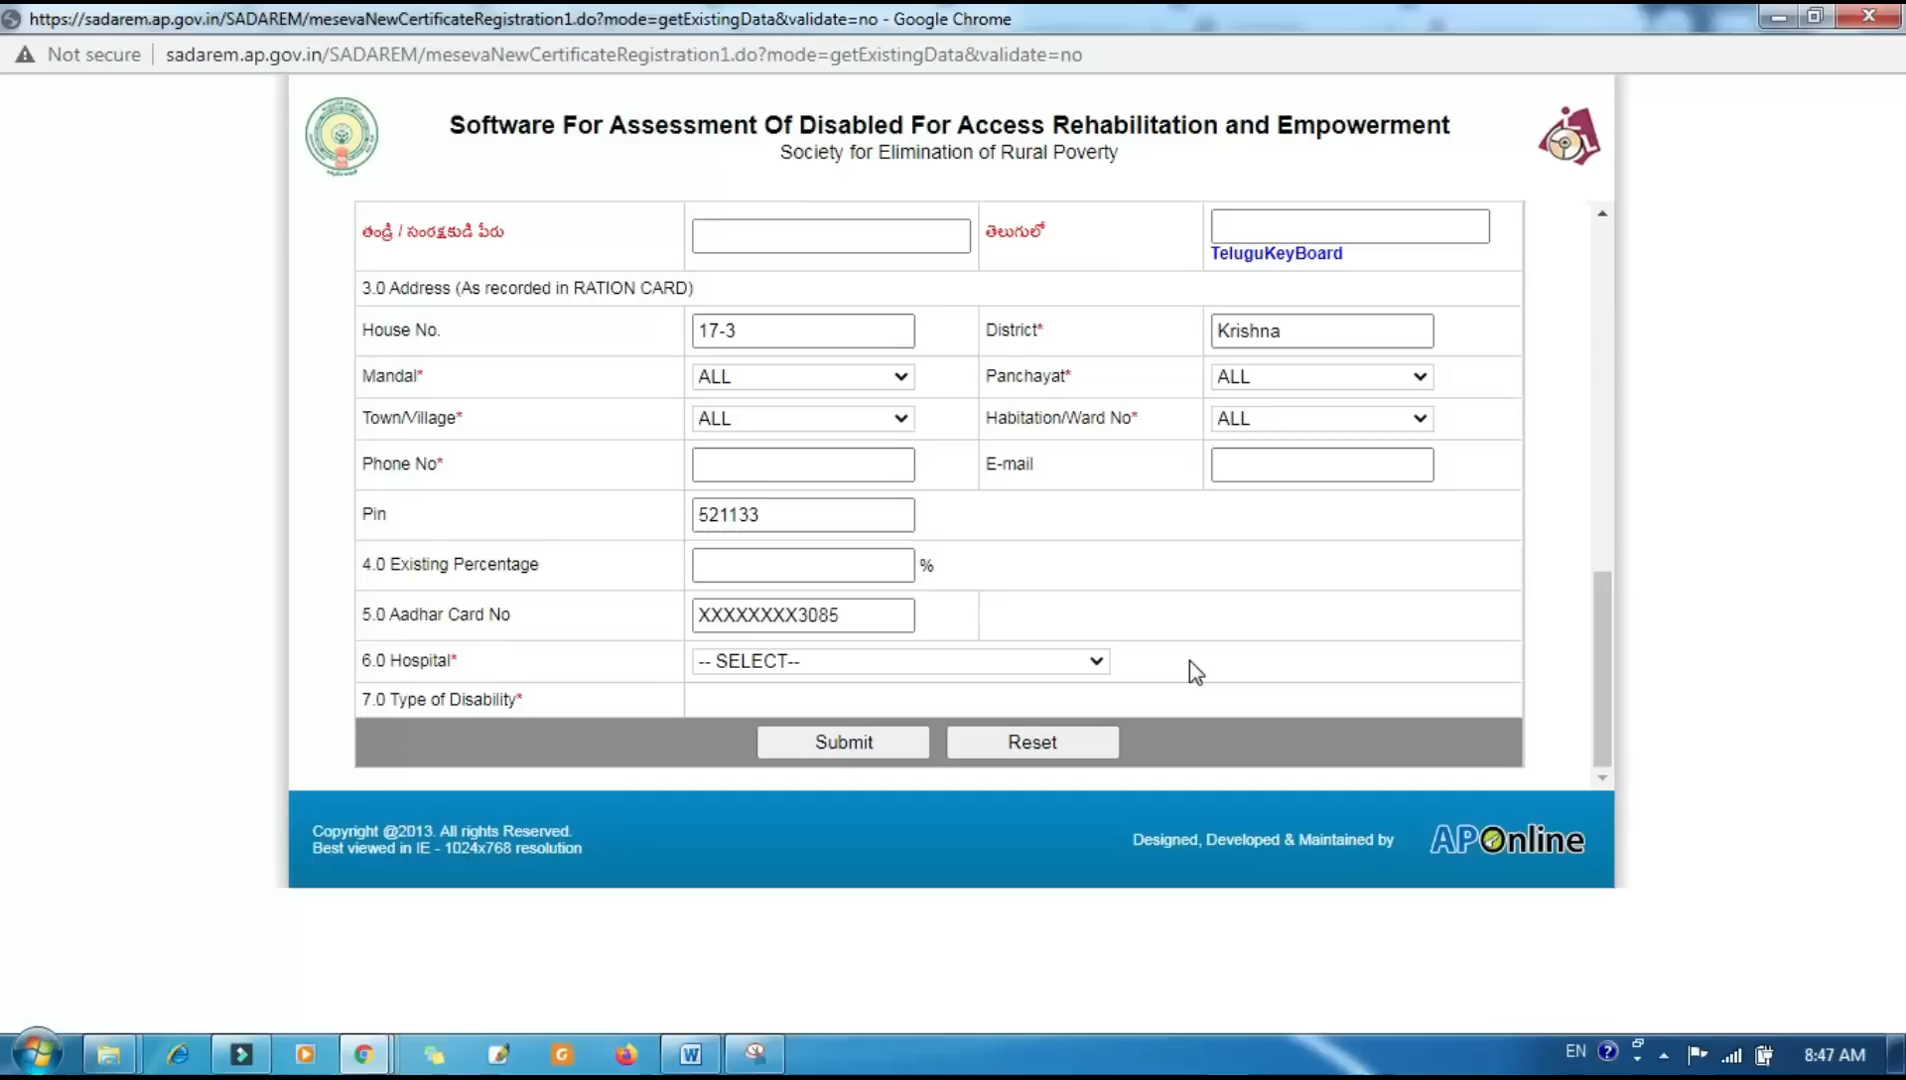 https://sadarem.ap.gov.in/SADAREM/mesevaNewCertificateRegistration1.do?mode=getExistingData&validate=no - Google Chrome
Not secure sadarem.ap.gov.in/SADAREM/mesevaNewCertificateRegistration1.do?mode=getExistingData&validate=no
Software For Assessment Of Disabled For Access Rehabilitation and Empowerment
Society for Elimination of Rural Poverty
తండ్రి / సంరక్షకుడి పేరు తెలుగులో
TeluguKeyBoard
3.0 Address (As recorded in RATION CARD)
House No. 17-3 District* Krishna
Mandal* ALL Panchayat* ALL
Town/Village* ALL Habitation/Ward No* ALL
Phone No* E-mail
Pin 521133
4.0 Existing Percentage %
5.0 Aadhar Card No XXXXXXXX3085
6.0 Hospital* -- SELECT--
7.0 Type of Disability*
Submit Reset
Copyright @2013. All rights Reserved.
Best viewed in IE - 1024x768 resolution
Designed, Developed & Maintained by APOnline
EN 8:47 AM